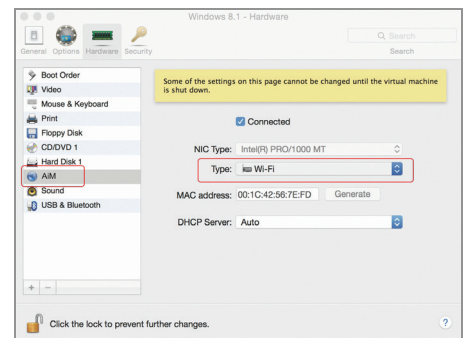 Windows 8.1 - Hardware
General Options Hardware Security
Search
Search
Boot Order
Video
Mouse & Keyboard
Print
Floppy Disk
CD/DVD 1
Hard Disk 1
AiM
Sound
USB & Bluetooth
Some of the settings on this page cannot be changed until the virtual machine
is shut down.
Connected
NIC Type: Intel(R) PRO/1000 MT
Type: Wi-Fi
MAC address: 00:1C:42:56:7E:FD Generate
DHCP Server: Auto
+ −
Click the lock to prevent further changes.
?